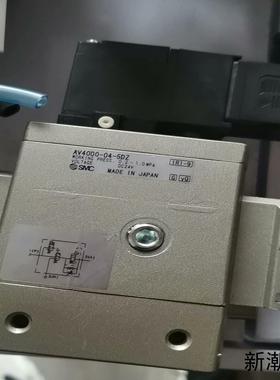 AV4000-04-5DZ
WORKING PRESS. 0.2~1.0MPA
VOLTAGE DC24V
SMC MADE IN JAPAN
新潮